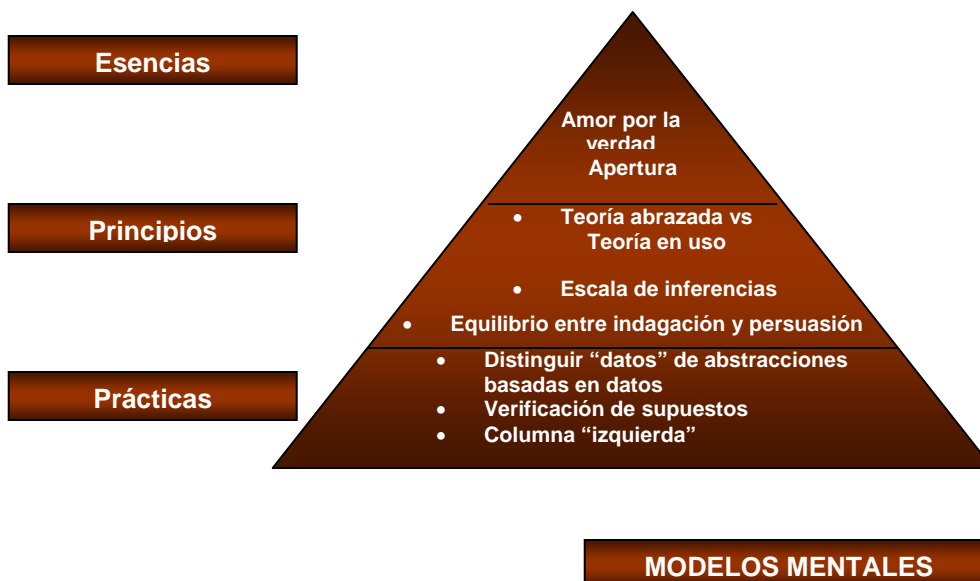 Esencias
Amor por la
verdad
Apertura
Principios
• Teoría abrazada vs
Teoría en uso
• Escala de inferencias
• Equilibrio entre indagación y persuasión
Prácticas
• Distinguir “datos” de abstracciones
basadas en datos
• Verificación de supuestos
• Columna “izquierda”
MODELOS MENTALES